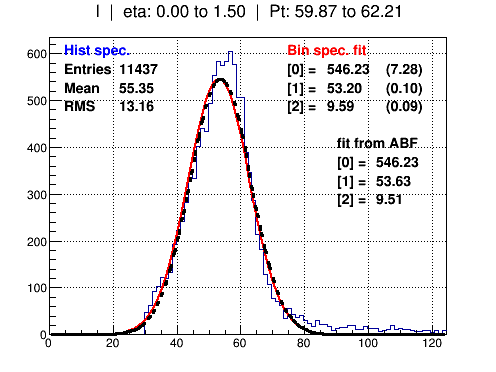 I | eta: 0.00 to 1.50 | Pt: 59.87 to 62.21
Hist spec.
Entries 11437
Mean 55.35
RMS 13.16
Bin spec. fit
[0] = 546.23 (7.28)
[1] = 53.20 (0.10)
[2] = 9.59 (0.09)
fit from ABF
[0] = 546.23
[1] = 53.63
[2] = 9.51
600
500
400
300
200
100
0
0 20 40 60 80 100 120